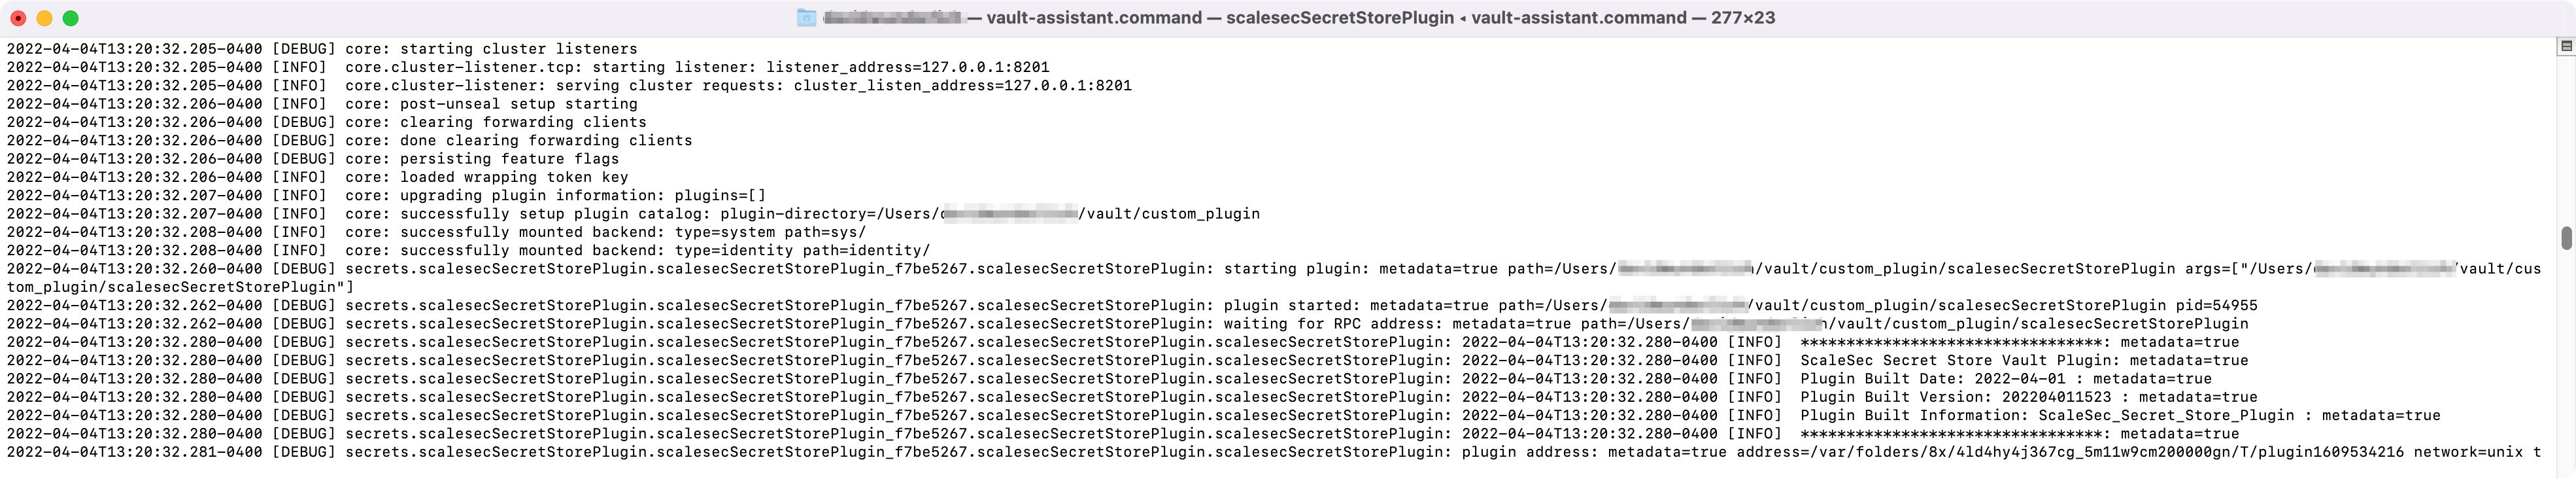 — vault-assistant.command — scalesecSecretStorePlugin ◂ vault-assistant.command — 277×23
2022-04-04T13:20:32.205-0400 [DEBUG] core: starting cluster listeners
2022-04-04T13:20:32.205-0400 [INFO]  core.cluster-listener.tcp: starting listener: listener_address=127.0.0.1:8201
2022-04-04T13:20:32.205-0400 [INFO]  core.cluster-listener: serving cluster requests: cluster_listen_address=127.0.0.1:8201
2022-04-04T13:20:32.206-0400 [INFO]  core: post-unseal setup starting
2022-04-04T13:20:32.206-0400 [DEBUG] core: clearing forwarding clients
2022-04-04T13:20:32.206-0400 [DEBUG] core: done clearing forwarding clients
2022-04-04T13:20:32.206-0400 [DEBUG] core: persisting feature flags
2022-04-04T13:20:32.206-0400 [INFO]  core: loaded wrapping token key
2022-04-04T13:20:32.207-0400 [INFO]  core: upgrading plugin information: plugins=[]
2022-04-04T13:20:32.207-0400 [INFO]  core: successfully setup plugin catalog: plugin-directory=/Users/ /vault/custom_plugin
2022-04-04T13:20:32.208-0400 [INFO]  core: successfully mounted backend: type=system path=sys/
2022-04-04T13:20:32.208-0400 [INFO]  core: successfully mounted backend: type=identity path=identity/
2022-04-04T13:20:32.260-0400 [DEBUG] secrets.scalesecSecretStorePlugin.scalesecSecretStorePlugin_f7be5267.scalesecSecretStorePlugin: starting plugin: metadata=true path=/Users/ /vault/custom_plugin/scalesecSecretStorePlugin args=["/Users/ /vault/cus
tom_plugin/scalesecSecretStorePlugin"]
2022-04-04T13:20:32.262-0400 [DEBUG] secrets.scalesecSecretStorePlugin.scalesecSecretStorePlugin_f7be5267.scalesecSecretStorePlugin: plugin started: metadata=true path=/Users/ /vault/custom_plugin/scalesecSecretStorePlugin pid=54955
2022-04-04T13:20:32.262-0400 [DEBUG] secrets.scalesecSecretStorePlugin.scalesecSecretStorePlugin_f7be5267.scalesecSecretStorePlugin: waiting for RPC address: metadata=true path=/Users/ /vault/custom_plugin/scalesecSecretStorePlugin
2022-04-04T13:20:32.280-0400 [DEBUG] secrets.scalesecSecretStorePlugin.scalesecSecretStorePlugin_f7be5267.scalesecSecretStorePlugin.scalesecSecretStorePlugin: 2022-04-04T13:20:32.280-0400 [INFO]  *********************************: metadata=true
2022-04-04T13:20:32.280-0400 [DEBUG] secrets.scalesecSecretStorePlugin.scalesecSecretStorePlugin_f7be5267.scalesecSecretStorePlugin.scalesecSecretStorePlugin: 2022-04-04T13:20:32.280-0400 [INFO]  ScaleSec Secret Store Vault Plugin: metadata=true
2022-04-04T13:20:32.280-0400 [DEBUG] secrets.scalesecSecretStorePlugin.scalesecSecretStorePlugin_f7be5267.scalesecSecretStorePlugin.scalesecSecretStorePlugin: 2022-04-04T13:20:32.280-0400 [INFO]  Plugin Built Date: 2022-04-01 : metadata=true
2022-04-04T13:20:32.280-0400 [DEBUG] secrets.scalesecSecretStorePlugin.scalesecSecretStorePlugin_f7be5267.scalesecSecretStorePlugin.scalesecSecretStorePlugin: 2022-04-04T13:20:32.280-0400 [INFO]  Plugin Built Version: 202204011523 : metadata=true
2022-04-04T13:20:32.280-0400 [DEBUG] secrets.scalesecSecretStorePlugin.scalesecSecretStorePlugin_f7be5267.scalesecSecretStorePlugin.scalesecSecretStorePlugin: 2022-04-04T13:20:32.280-0400 [INFO]  Plugin Built Information: ScaleSec_Secret_Store_Plugin : metadata=true
2022-04-04T13:20:32.280-0400 [DEBUG] secrets.scalesecSecretStorePlugin.scalesecSecretStorePlugin_f7be5267.scalesecSecretStorePlugin.scalesecSecretStorePlugin: 2022-04-04T13:20:32.280-0400 [INFO]  *********************************: metadata=true
2022-04-04T13:20:32.281-0400 [DEBUG] secrets.scalesecSecretStorePlugin.scalesecSecretStorePlugin_f7be5267.scalesecSecretStorePlugin.scalesecSecretStorePlugin: plugin address: metadata=true address=/var/folders/8x/4ld4hy4j367cg_5m11w9cm200000gn/T/plugin1609534216 network=unix t